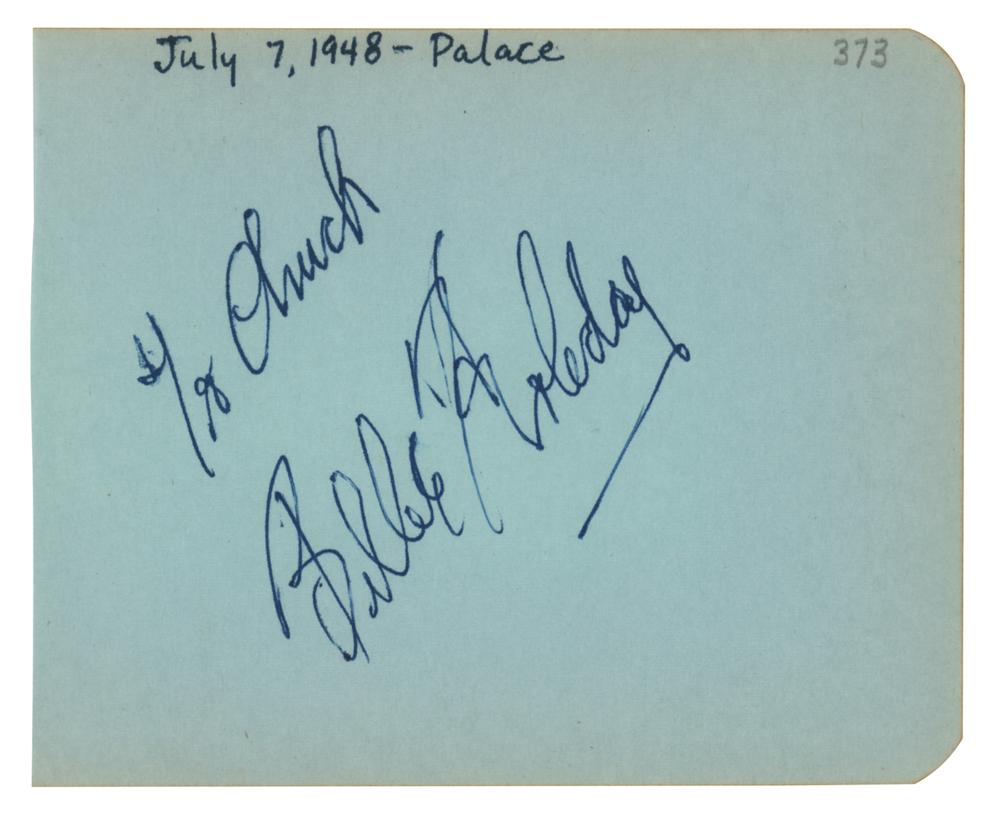 July 7, 1948 - Palace
373
To Chuck
Billie Holiday